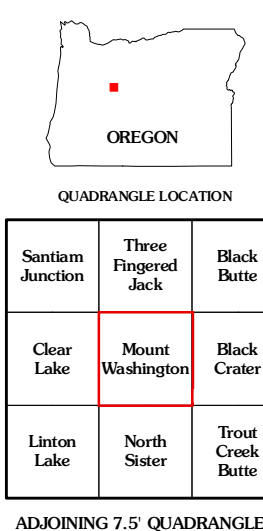 OREGON
QUADRANGLE LOCATION
Santiam
Junction
Three
Fingered
Jack
Black
Butte
Clear
Lake
Mount
Washington
Black
Crater
Linton
Lake
North
Sister
Trout
Creek
Butte
ADJOINING 7.5' QUADRANGLE